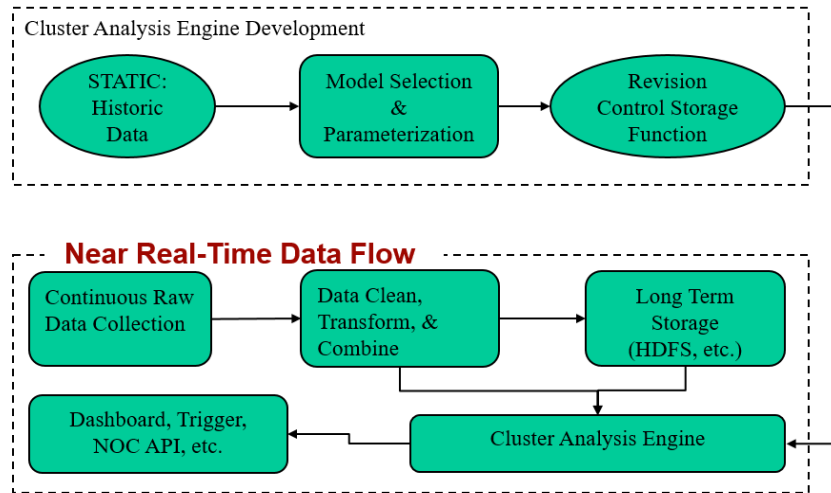 Cluster Analysis Engine Development
STATIC:
Historic
Data
Model Selection
&
Parameterization
Revision
Control Storage
Function
Near Real-Time Data Flow
Continuous Raw
Data Collection
Data Clean,
Transform, &
Combine
Long Term
Storage
(HDFS, etc.)
Dashboard, Trigger,
NOC API, etc.
Cluster Analysis Engine